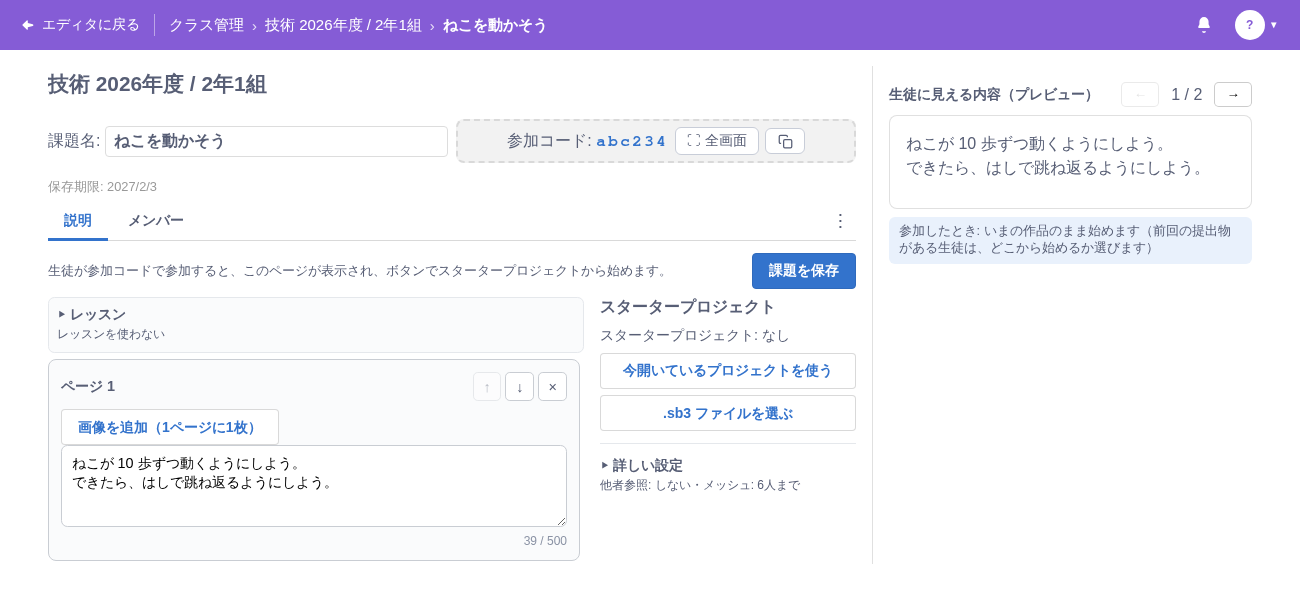 エディタに戻る
クラス管理 › 技術 2026年度 / 2年1組 › ねこを動かそう
?
技術 2026年度 / 2年1組
課題名: ねこを動かそう
参加コード: abc234 全画面
保存期限: 2027/2/3
説明 メンバー
生徒が参加コードで参加すると、このページが表示され、ボタンでスタータープロジェクトから始めます。
課題を保存
レッスン
レッスンを使わない
ページ 1
↑ ↓ ×
画像を追加（1ページに1枚）
ねこが 10 歩ずつ動くようにしよう。
できたら、はしで跳ね返るようにしよう。
39 / 500
スタータープロジェクト
スタータープロジェクト: なし
今開いているプロジェクトを使う
.sb3 ファイルを選ぶ
詳しい設定
他者参照: しない・メッシュ: 6人まで
生徒に見える内容（プレビュー）
← 1 / 2 →
ねこが 10 歩ずつ動くようにしよう。
できたら、はしで跳ね返るようにしよう。
参加したとき: いまの作品のまま始めます（前回の提出物
がある生徒は、どこから始めるか選びます）